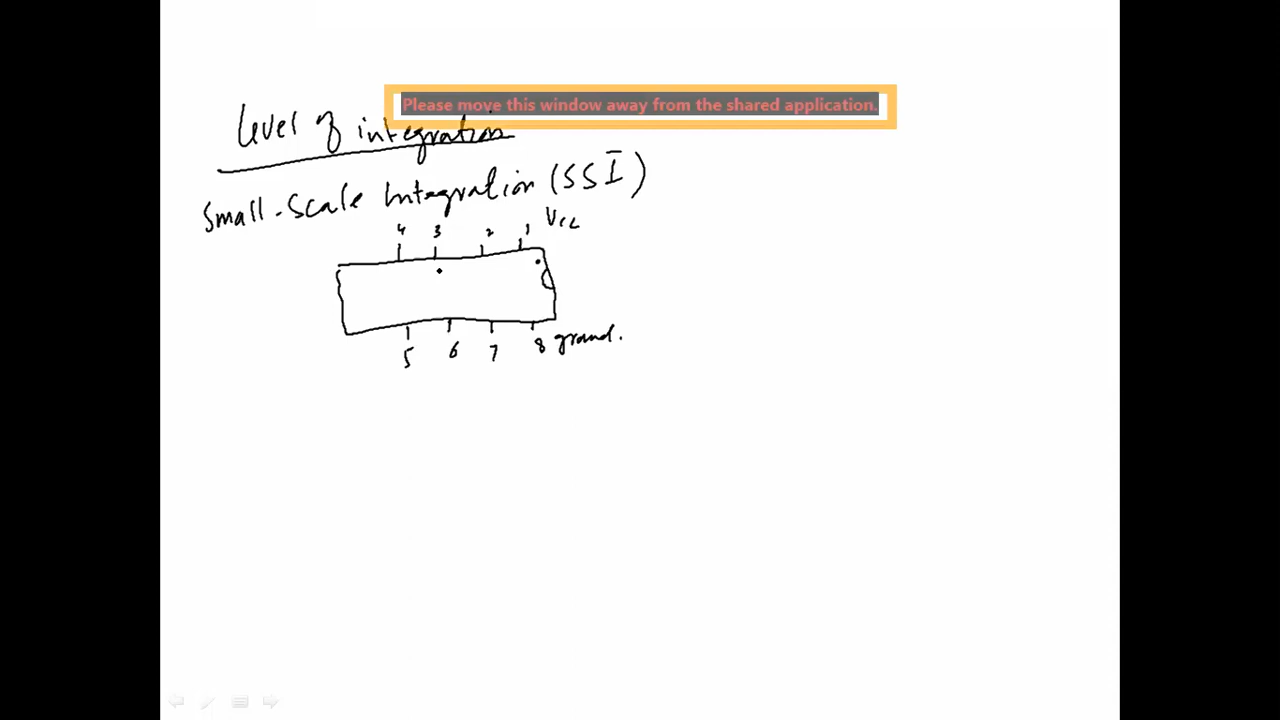 Please move this window away from the shared application.
Level of integration
Small-Scale Integration (SSI)
4 3 2 1 Vcc
5 6 7 8 ground.